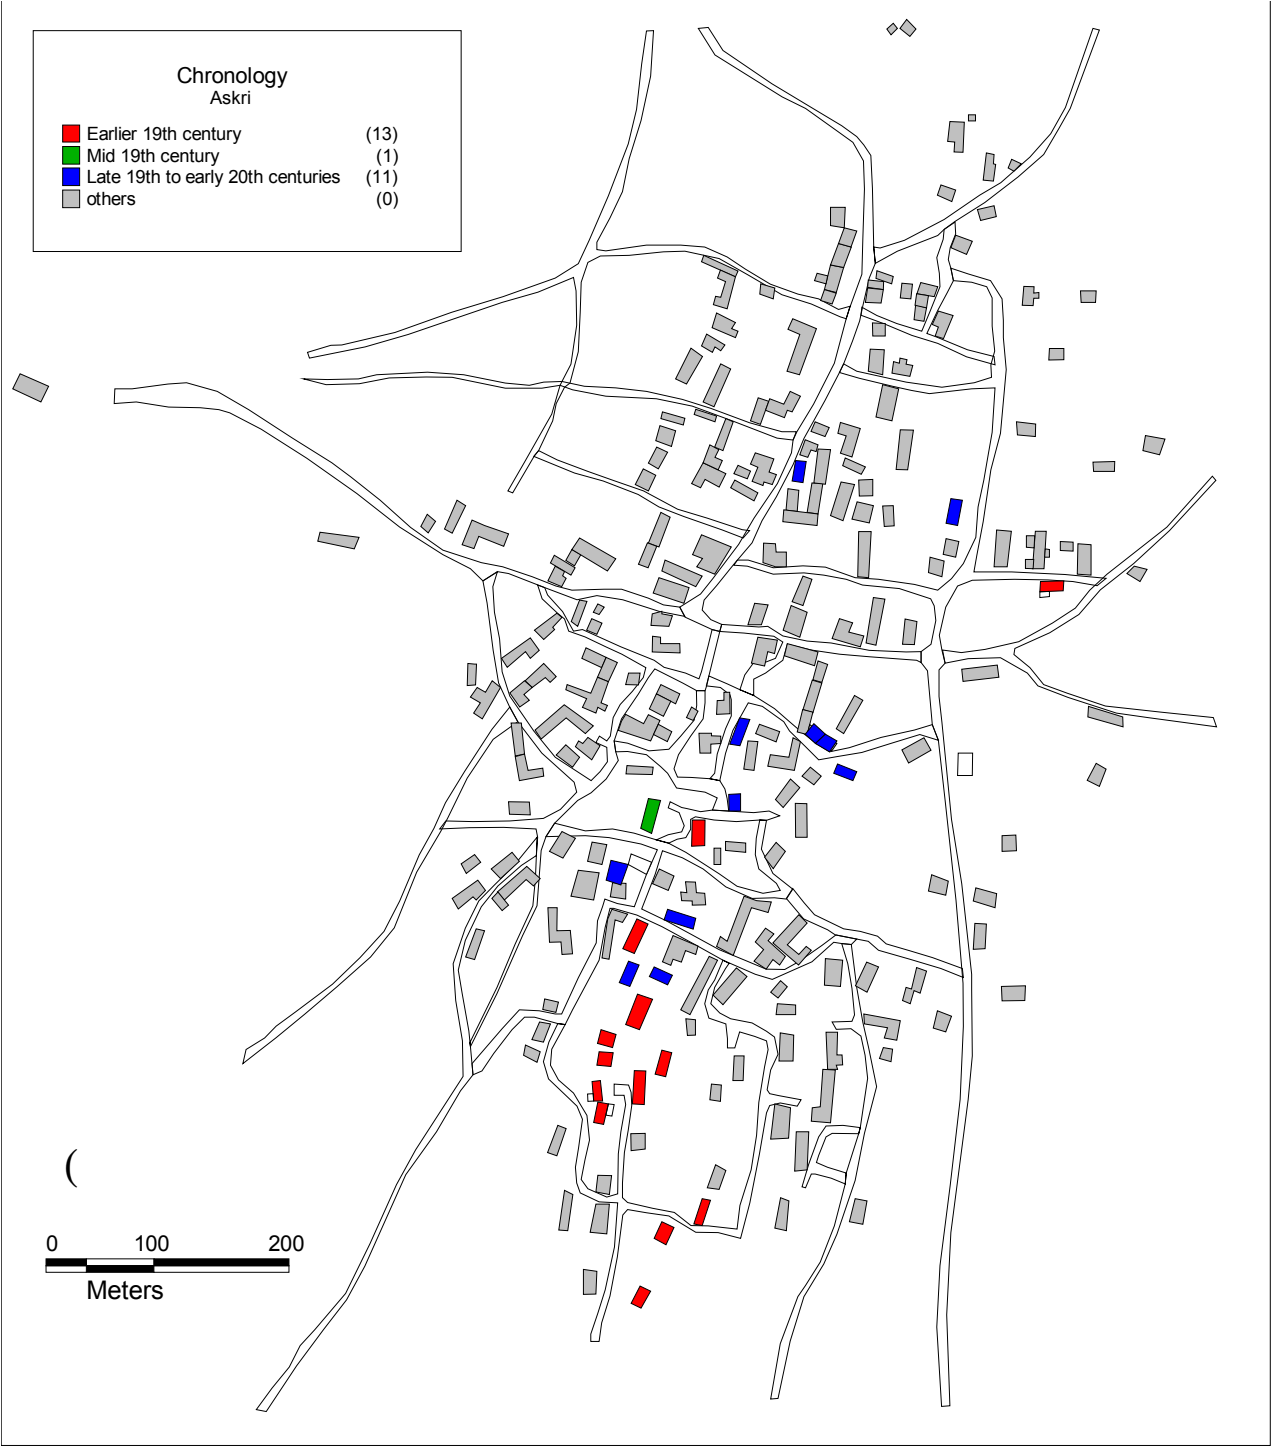 Chronology
Askri
Earlier 19th century (13)
Mid 19th century (1)
Late 19th to early 20th centuries (11)
others (0)
(
0 100 200
Meters